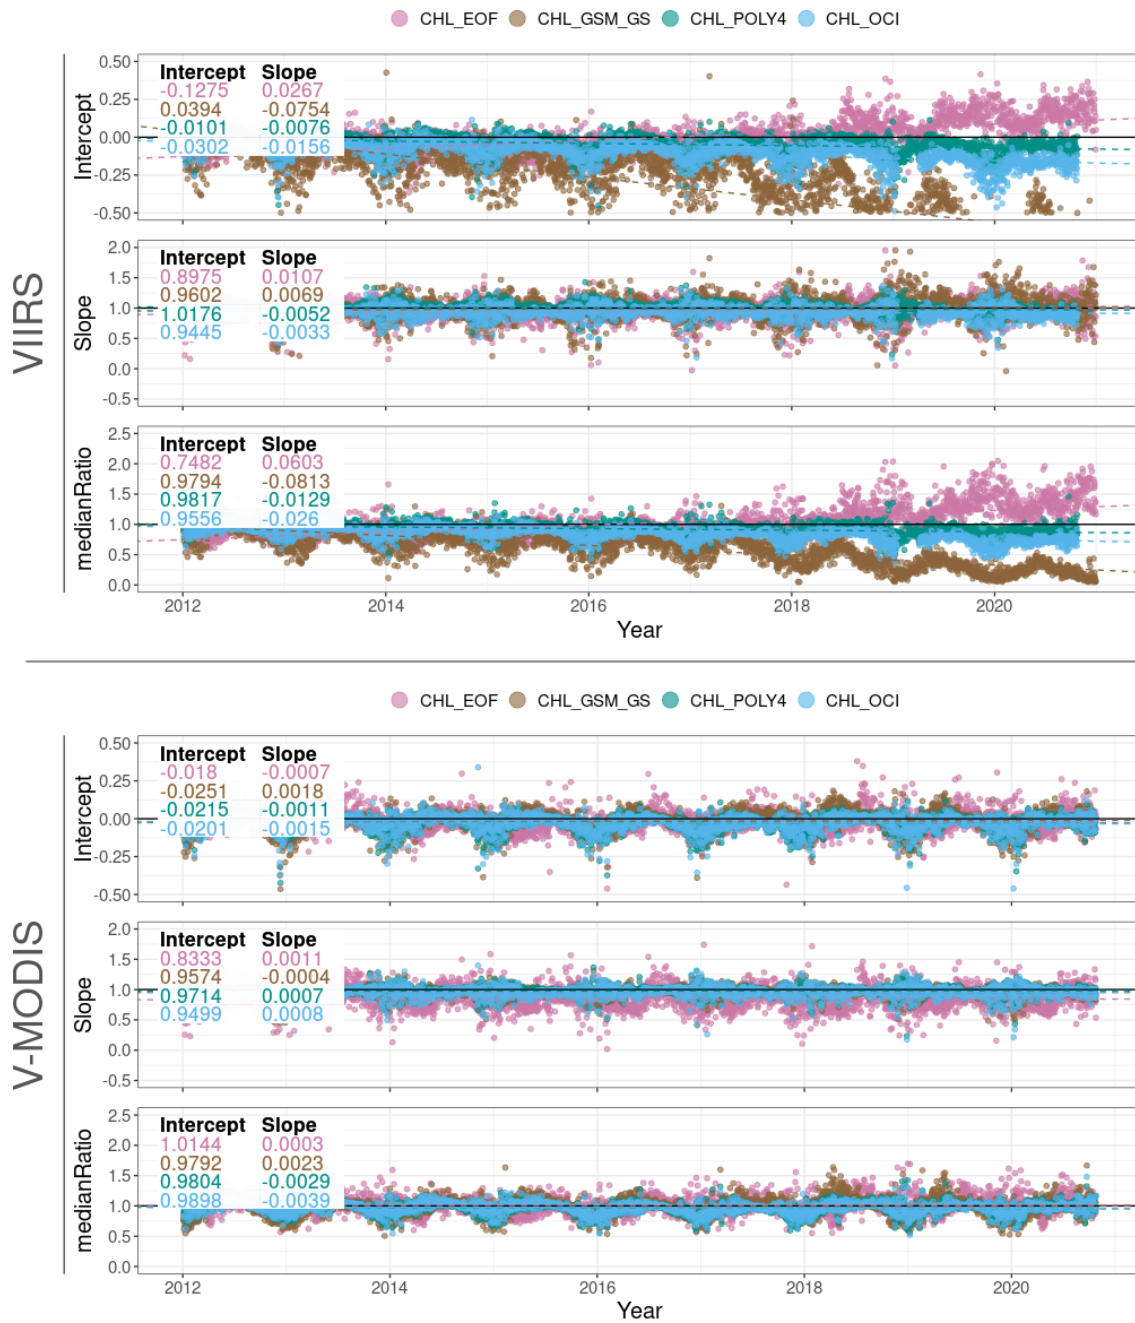 CHL_EOF CHL_GSM_GS CHL_POLY4 CHL_OCI
VIIRS
Intercept
0.50
0.25
0.00
-0.25
-0.50
Intercept Slope
-0.1275 0.0267
0.0394 -0.0754
-0.0101 -0.0076
-0.0302 -0.0156
Slope
2.0
1.5
1.0
0.5
0.0
-0.5
Intercept Slope
0.8975 0.0107
0.9602 0.0069
1.0176 -0.0052
0.9445 -0.0033
medianRatio
2.5
2.0
1.5
1.0
0.5
0.0
Intercept Slope
0.7482 0.0603
0.9794 -0.0813
0.9817 -0.0129
0.9556 -0.026
2012 2014 2016 2018 2020
Year
CHL_EOF CHL_GSM_GS CHL_POLY4 CHL_OCI
V-MODIS
Intercept
0.50
0.25
0.00
-0.25
-0.50
Intercept Slope
-0.018 -0.0007
-0.0251 0.0018
-0.0215 -0.0011
-0.0201 -0.0015
Slope
2.0
1.5
1.0
0.5
0.0
-0.5
Intercept Slope
0.8333 0.0011
0.9574 -0.0004
0.9714 0.0007
0.9499 0.0008
medianRatio
2.5
2.0
1.5
1.0
0.5
0.0
Intercept Slope
1.0144 0.0003
0.9792 0.0023
0.9804 -0.0029
0.9898 -0.0039
2012 2014 2016 2018 2020
Year